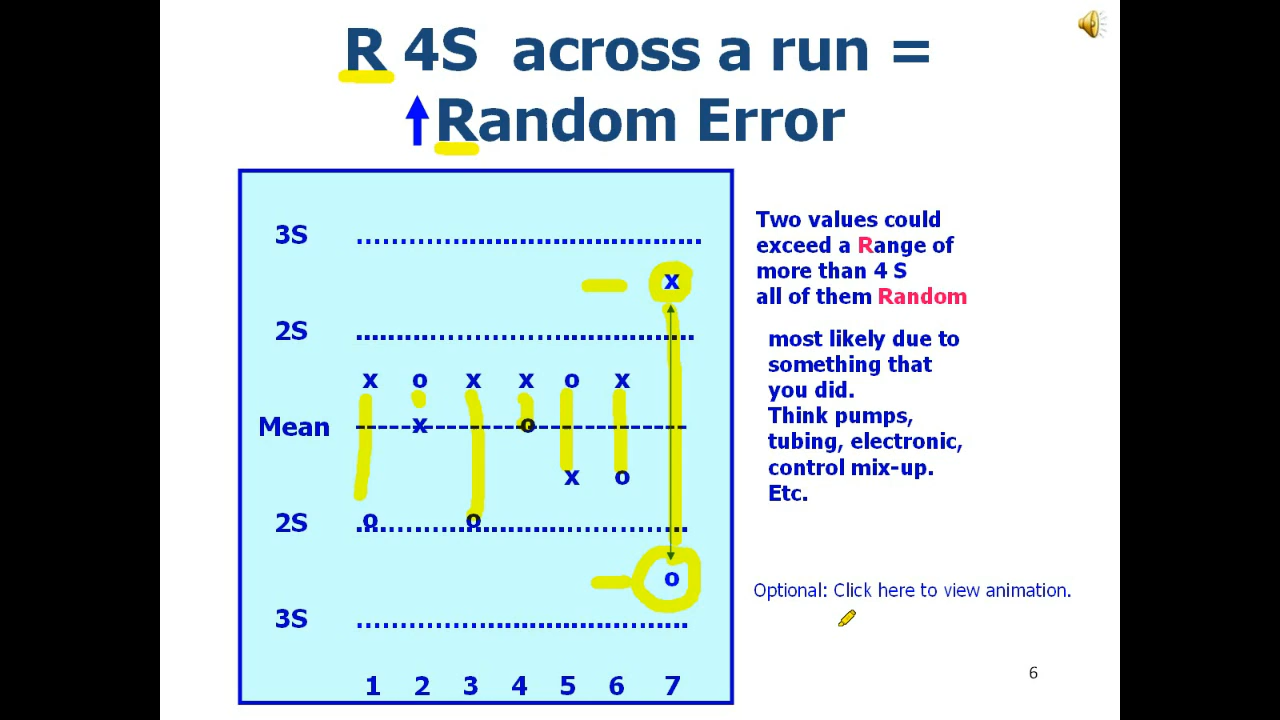 R 4S across a run =
↑Random Error
3S
x
2S
x o x x o x
Mean x o
x o
2S o o
o
3S
1 2 3 4 5 6 7
Two values could
exceed a Range of
more than 4 S
all of them Random
most likely due to
something that
you did.
Think pumps,
tubing, electronic,
control mix-up.
Etc.
Optional: Click here to view animation.
6